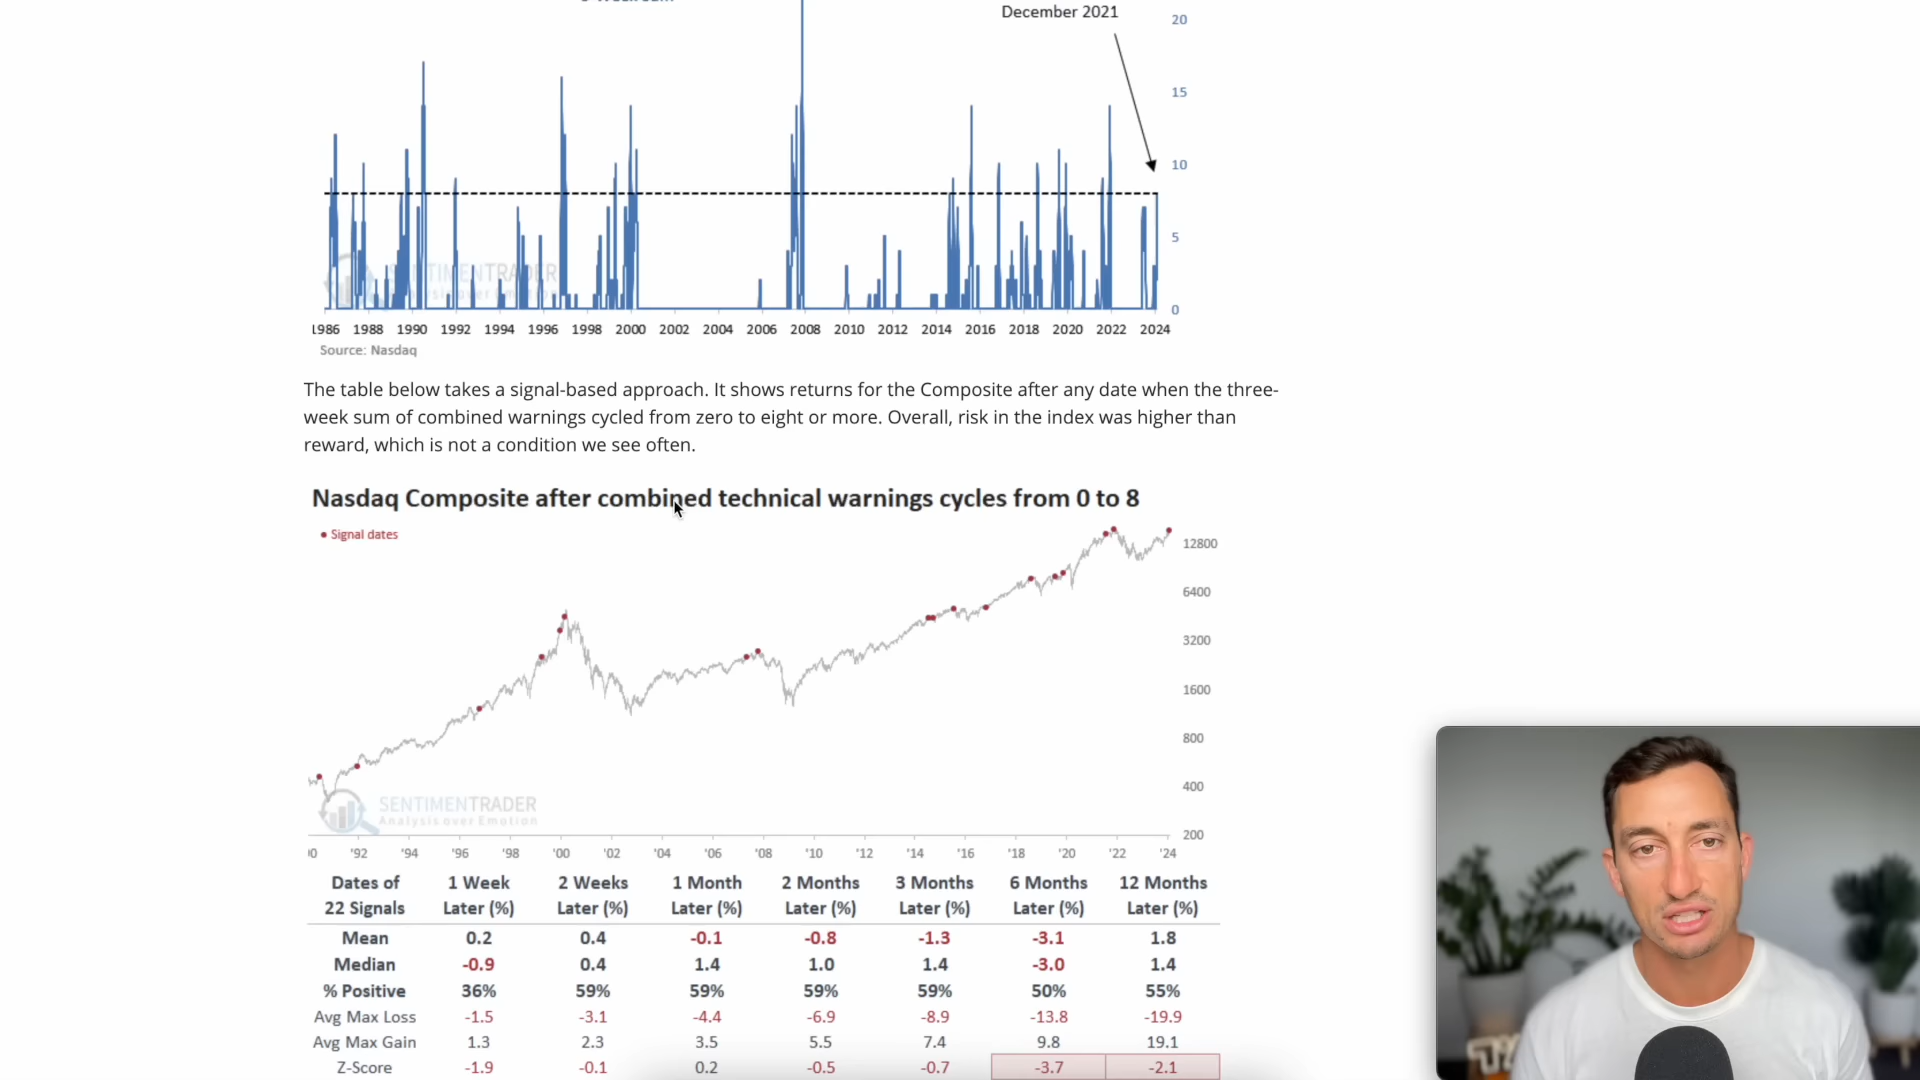 December 2021
20
15
10
5
0
SENTIMENTRADER
Analysis over Emotion
1986 1988 1990 1992 1994 1996 1998 2000 2002 2004 2006 2008 2010 2012 2014 2016 2018 2020 2022 2024
Source: Nasdaq
The table below takes a signal-based approach. It shows returns for the Composite after any date when the three-
week sum of combined warnings cycled from zero to eight or more. Overall, risk in the index was higher than
reward, which is not a condition we see often.
Nasdaq Composite after combined technical warnings cycles from 0 to 8
Signal dates
12800
6400
3200
1600
800
400
200
SENTIMENTRADER
Analysis over Emotion
'92 '94 '96 '98 '00 '02 '04 '06 '08 '10 '12 '14 '16 '18 '20 '22 '24
Dates of 1 Week 2 Weeks 1 Month 2 Months 3 Months 6 Months 12 Months
22 Signals Later (%) Later (%) Later (%) Later (%) Later (%) Later (%) Later (%)
Mean 0.2 0.4 -0.1 -0.8 -1.3 -3.1 1.8
Median -0.9 0.4 1.4 1.0 1.4 -3.0 1.4
% Positive 36% 59% 59% 59% 59% 50% 55%
Avg Max Loss -1.5 -3.1 -4.4 -6.9 -8.9 -13.8 -19.9
Avg Max Gain 1.3 2.3 3.5 5.5 7.4 9.8 19.1
Z-Score -1.9 -0.1 0.2 -0.5 -0.7 -3.7 -2.1